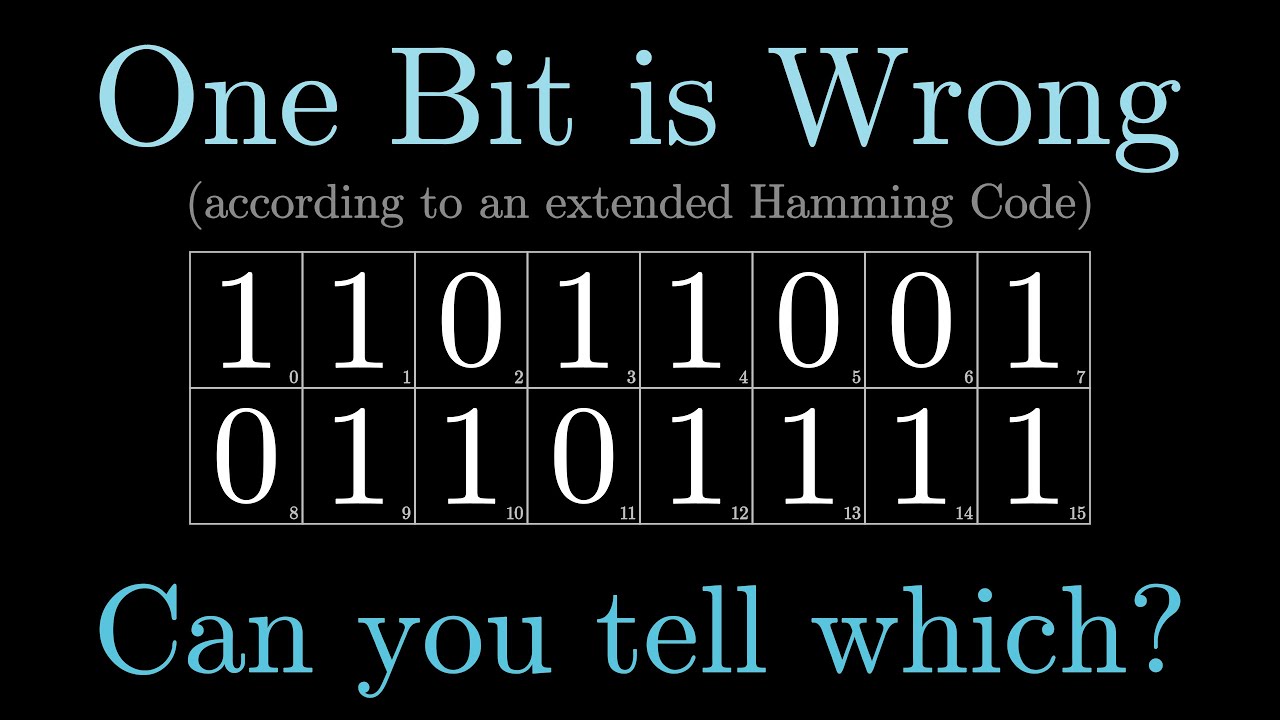 One Bit is Wrong
(according to an extended Hamming Code)
1 0 1 1 0 2 1 3 1 4 0 5 0 6 1 7
0 8 1 9 1 10 0 11 1 12 1 13 1 14 1 15
Can you tell which?